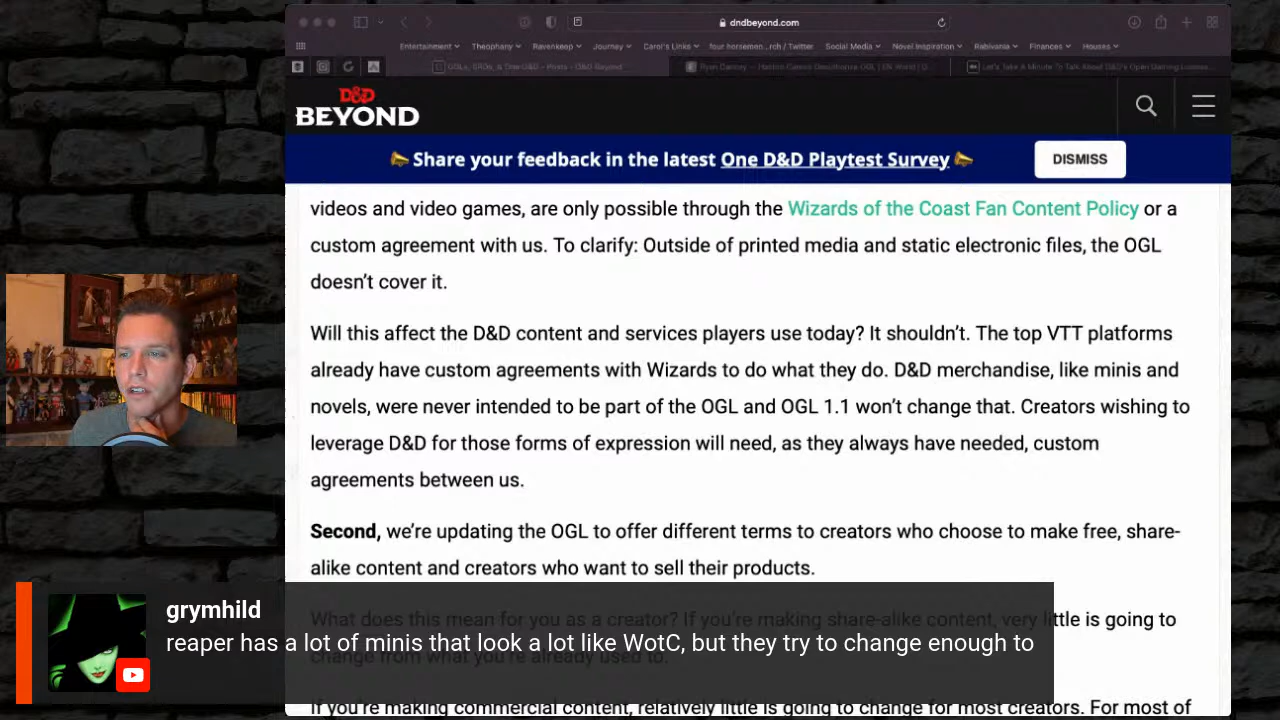 dndbeyond.com
Entertainment
Theophany
Ravenkeep
Journey
Carol's Links
four horsemen...rch / Twitter
Social Media
Novel Inspiration
Rabivania
Finances
Houses
OGLs, SRDs, & One D&D - Posts - D&D Beyond
D&D
BEYOND
Share your feedback in the latest One D&D Playtest Survey
DISMISS
videos and video games, are only possible through the Wizards of the Coast Fan Content Policy or a
custom agreement with us. To clarify: Outside of printed media and static electronic files, the OGL
doesn't cover it.
Will this affect the D&D content and services players use today? It shouldn't. The top VTT platforms
already have custom agreements with Wizards to do what they do. D&D merchandise, like minis and
novels, were never intended to be part of the OGL and OGL 1.1 won't change that. Creators wishing to
leverage D&D for those forms of expression will need, as they always have needed, custom
agreements between us.
Second, we're updating the OGL to offer different terms to creators who choose to make free, share-
alike content and creators who want to sell their products.
What does this mean for you as a creator? If you're making share-alike content, very little is going to
change from what you're already used to.
If you're making commercial content, relatively little is going to change for most creators. For most of
grymhild
reaper has a lot of minis that look a lot like WotC, but they try to change enough to